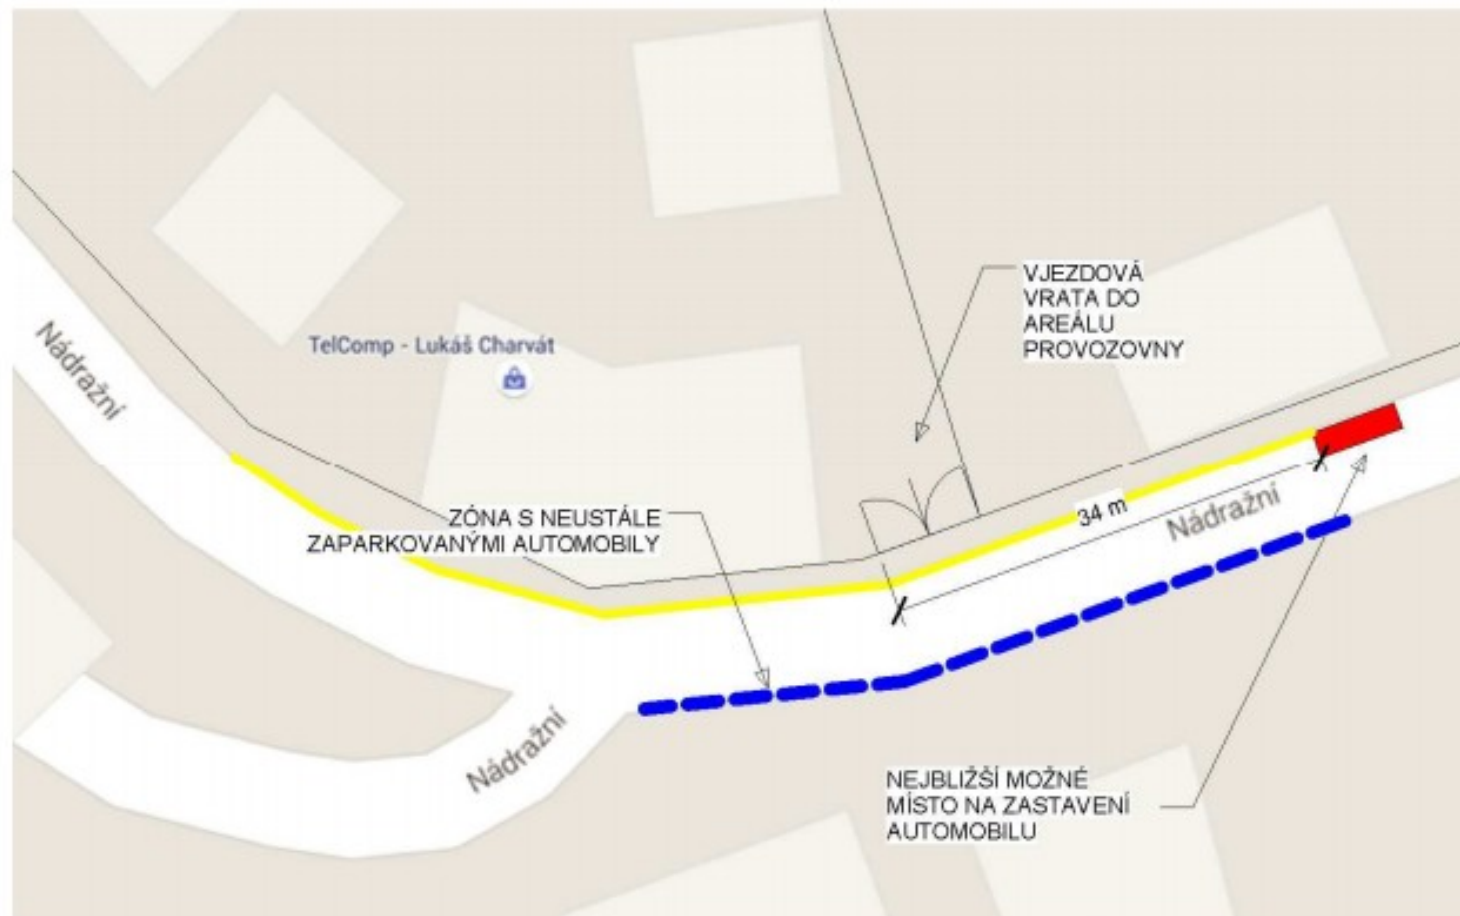 VJEZDOVÁ
VRATA DO
AREÁLU
PROVOZOVNY
Nádražní
TelComp - Lukáš Charvát
ZÓNA S NEUSTÁLE
ZAPARKOVANÝMI AUTOMOBILY
34 m
Nádražní
Nádražní
NEJBLIŽŠÍ MOŽNÉ
MÍSTO NA ZASTAVENÍ
AUTOMOBILU